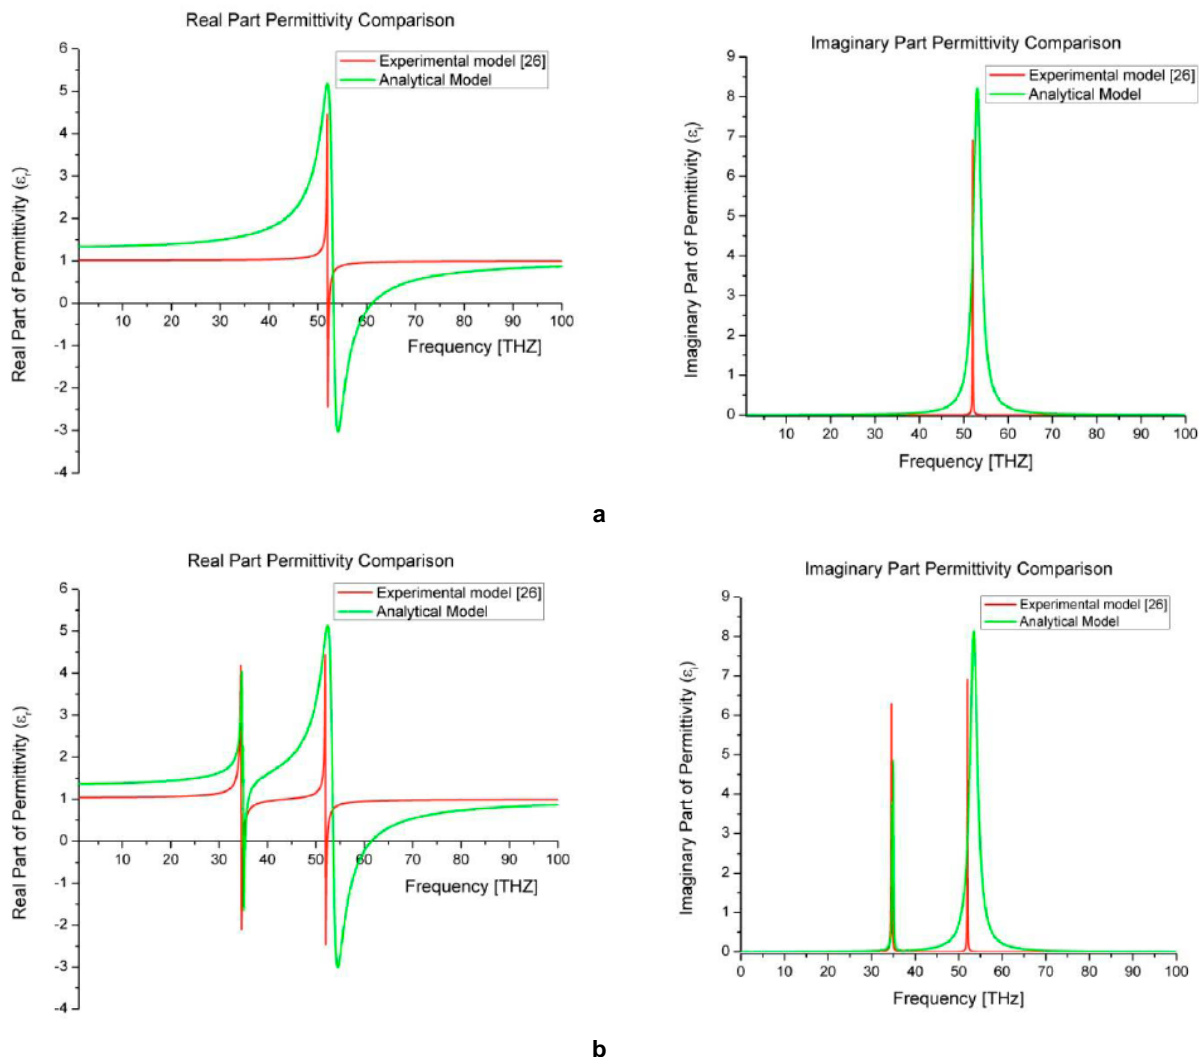 Real Part Permittivity Comparison
Experimental model [26]
Analytical Model
Real Part of Permittivity (εr)
6
5
4
3
2
1
0
-1
-2
-3
-4
10 20 30 40 50 60 70 80 90 100
Frequency [THZ]
Imaginary Part Permittivity Comparison
Experimental model [26]
Analytical Model
Imaginary Part of Permittivity (εi)
9
8
7
6
5
4
3
2
1
0
10 20 30 40 50 60 70 80 90 100
Frequency [THZ]
a
Real Part Permittivity Comparison
Experimental model [26]
Analytical Model
Real Part of Permittivity (εr)
6
5
4
3
2
1
0
-1
-2
-3
-4
10 20 30 40 50 60 70 80 90 100
Frequency [THZ]
Imaginary Part Permittivity Comparison
Experimental model [26]
Analytical Model
Imaginary Part of Permittivity (εi)
9
8
7
6
5
4
3
2
1
0
0 10 20 30 40 50 60 70 80 90 100
Frequency [THz]
b